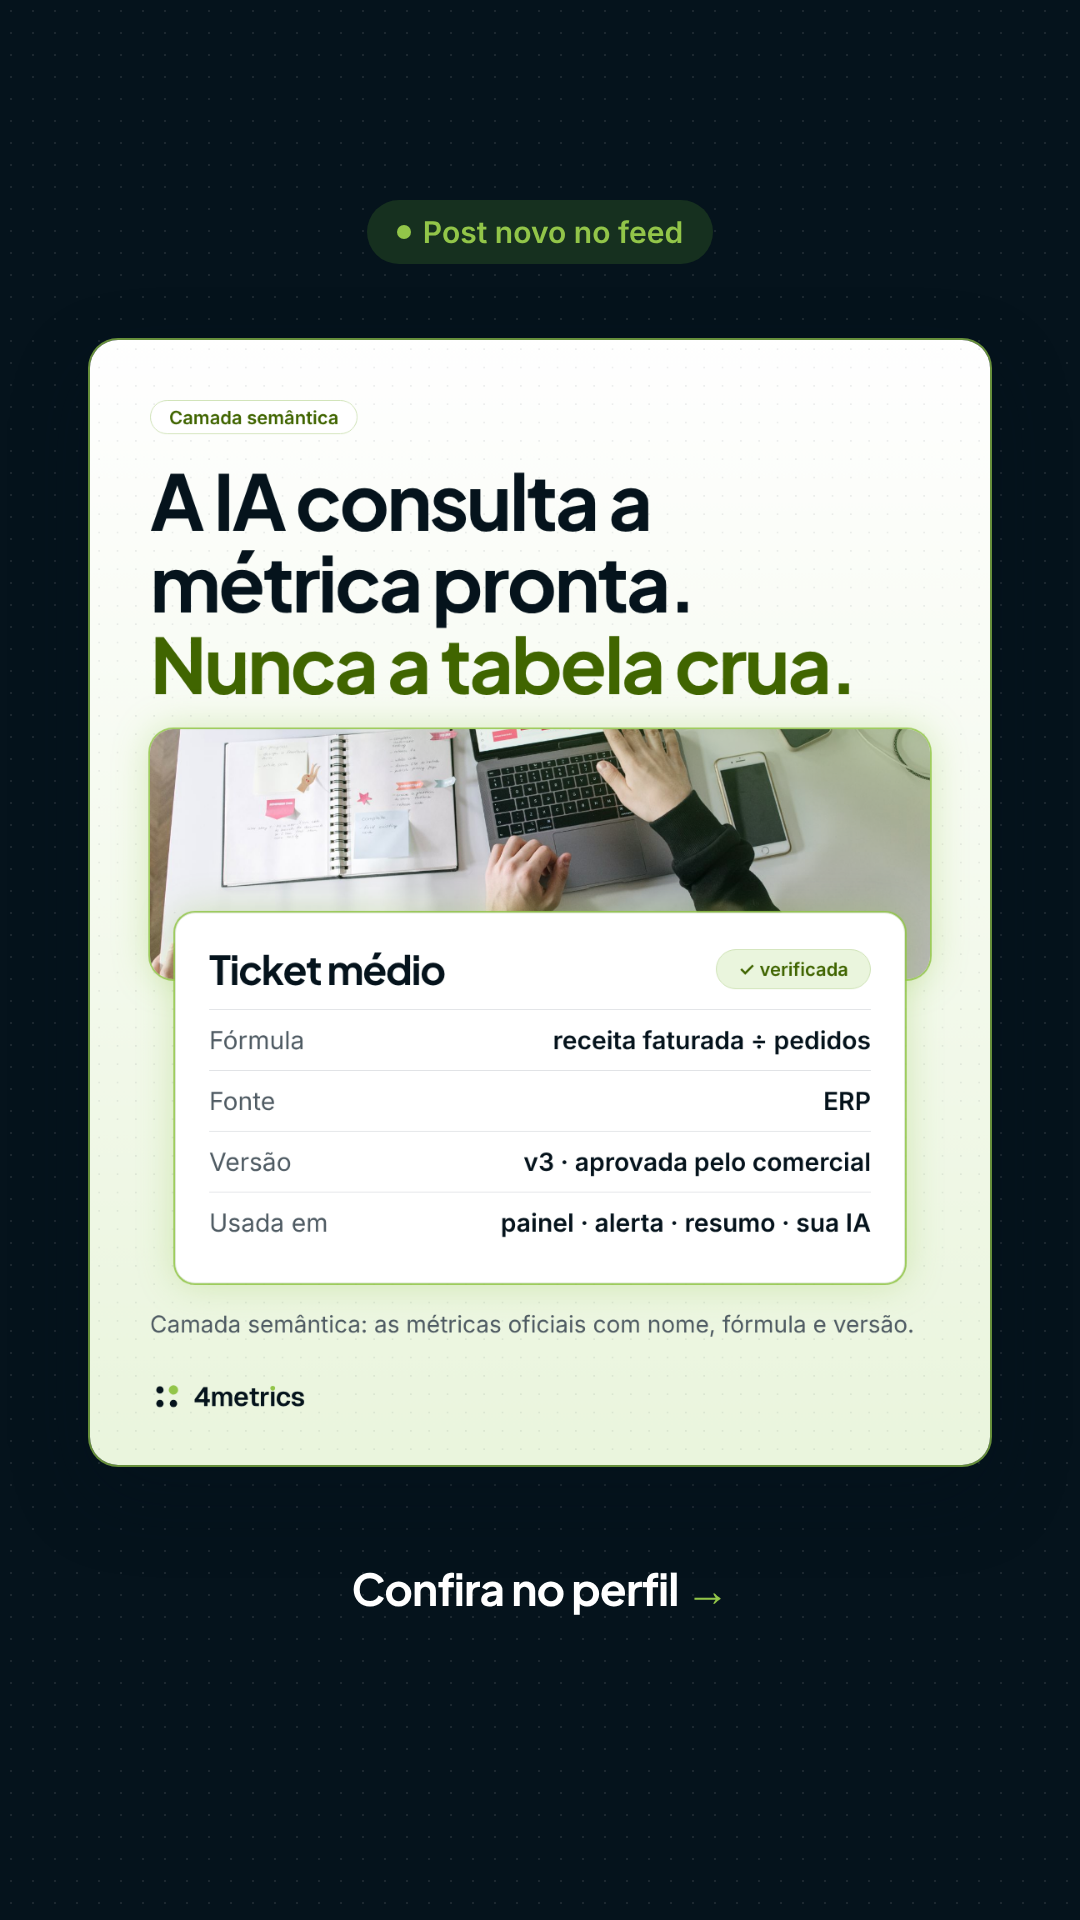 Post novo no feed
Camada semântica
A IA consulta a
métrica pronta.
Nunca a tabela crua.
Ticket médio
✓ verificada
Fórmula receita faturada ÷ pedidos
Fonte ERP
Versão v3 · aprovada pelo comercial
Usada em painel · alerta · resumo · sua IA
Camada semântica: as métricas oficiais com nome, fórmula e versão.
4metrics
Confira no perfil →